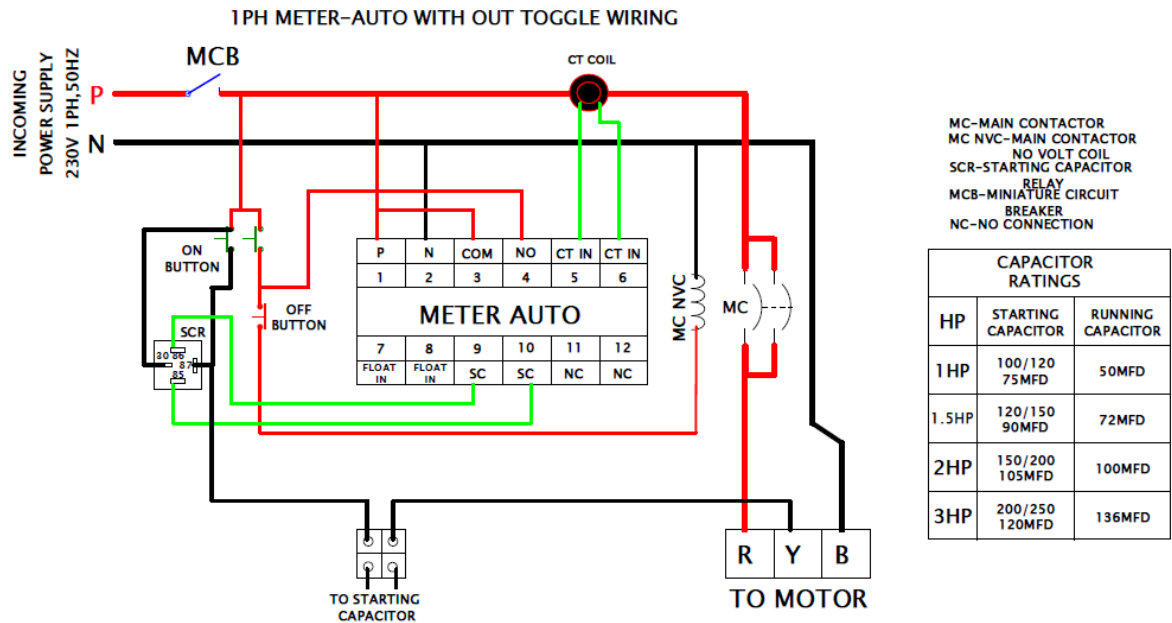 1PH METER-AUTO WITH OUT TOGGLE WIRING
INCOMING
POWER SUPPLY
230V 1PH,50HZ
P
N
MCB
CT COIL
MC-MAIN CONTACTOR
MC NVC-MAIN CONTACTOR
NO VOLT COIL
SCR-STARTING CAPACITOR
RELAY
MCB-MINIATURE CIRCUIT
BREAKER
NC-NO CONNECTION
ON
BUTTON
OFF
BUTTON
SCR
30 86
87
85
P N COM NO CT IN CT IN
1 2 3 4 5 6
METER AUTO
7 8 9 10 11 12
FLOAT IN FLOAT IN SC SC NC NC
MC NVC
MC
CAPACITOR
RATINGS
HP STARTING CAPACITOR RUNNING CAPACITOR
1HP 100/120 75MFD 50MFD
1.5HP 120/150 90MFD 72MFD
2HP 150/200 105MFD 100MFD
3HP 200/250 120MFD 136MFD
R Y B
TO MOTOR
TO STARTING
CAPACITOR